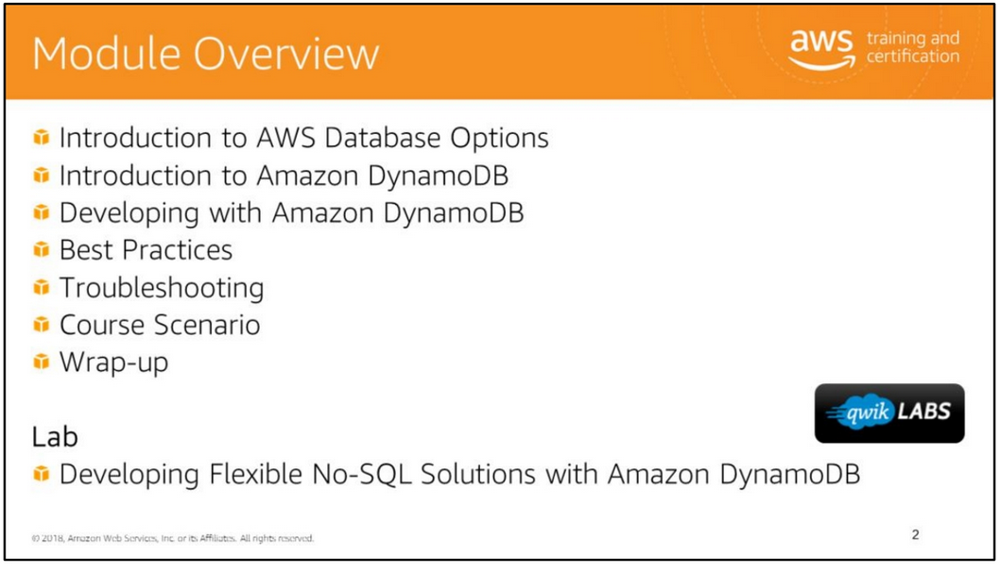 Module Overview
aws training and
certification
Introduction to AWS Database Options
Introduction to Amazon DynamoDB
Developing with Amazon DynamoDB
Best Practices
Troubleshooting
Course Scenario
Wrap-up
qwik LABS
Lab
Developing Flexible No-SQL Solutions with Amazon DynamoDB
© 2018, Amazon Web Services, Inc. or its Affiliates. All rights reserved.
2